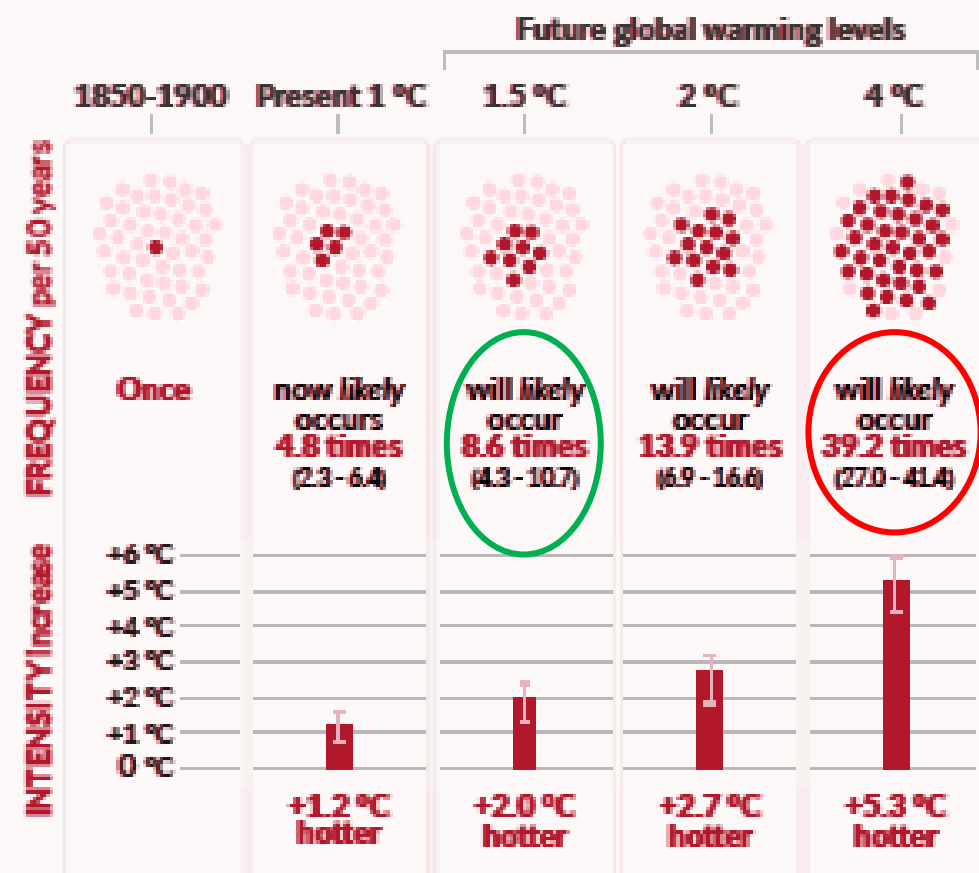 Future global warming levels
1850-1900 Present 1 °C 1.5 °C 2 °C 4 °C
FREQUENCY per 50 years
Once
now likely
occurs
4.8 times
(2.3 - 6.4)
will likely
occur
8.6 times
(4.3 - 10.7)
will likely
occur
13.9 times
(6.9 - 16.6)
will likely
occur
39.2 times
(27.0 - 41.4)
INTENSITY Increase
+6 °C
+5 °C
+4 °C
+3 °C
+2 °C
+1 °C
0 °C
+1.2 °C
hotter
+2.0 °C
hotter
+2.7 °C
hotter
+5.3 °C
hotter